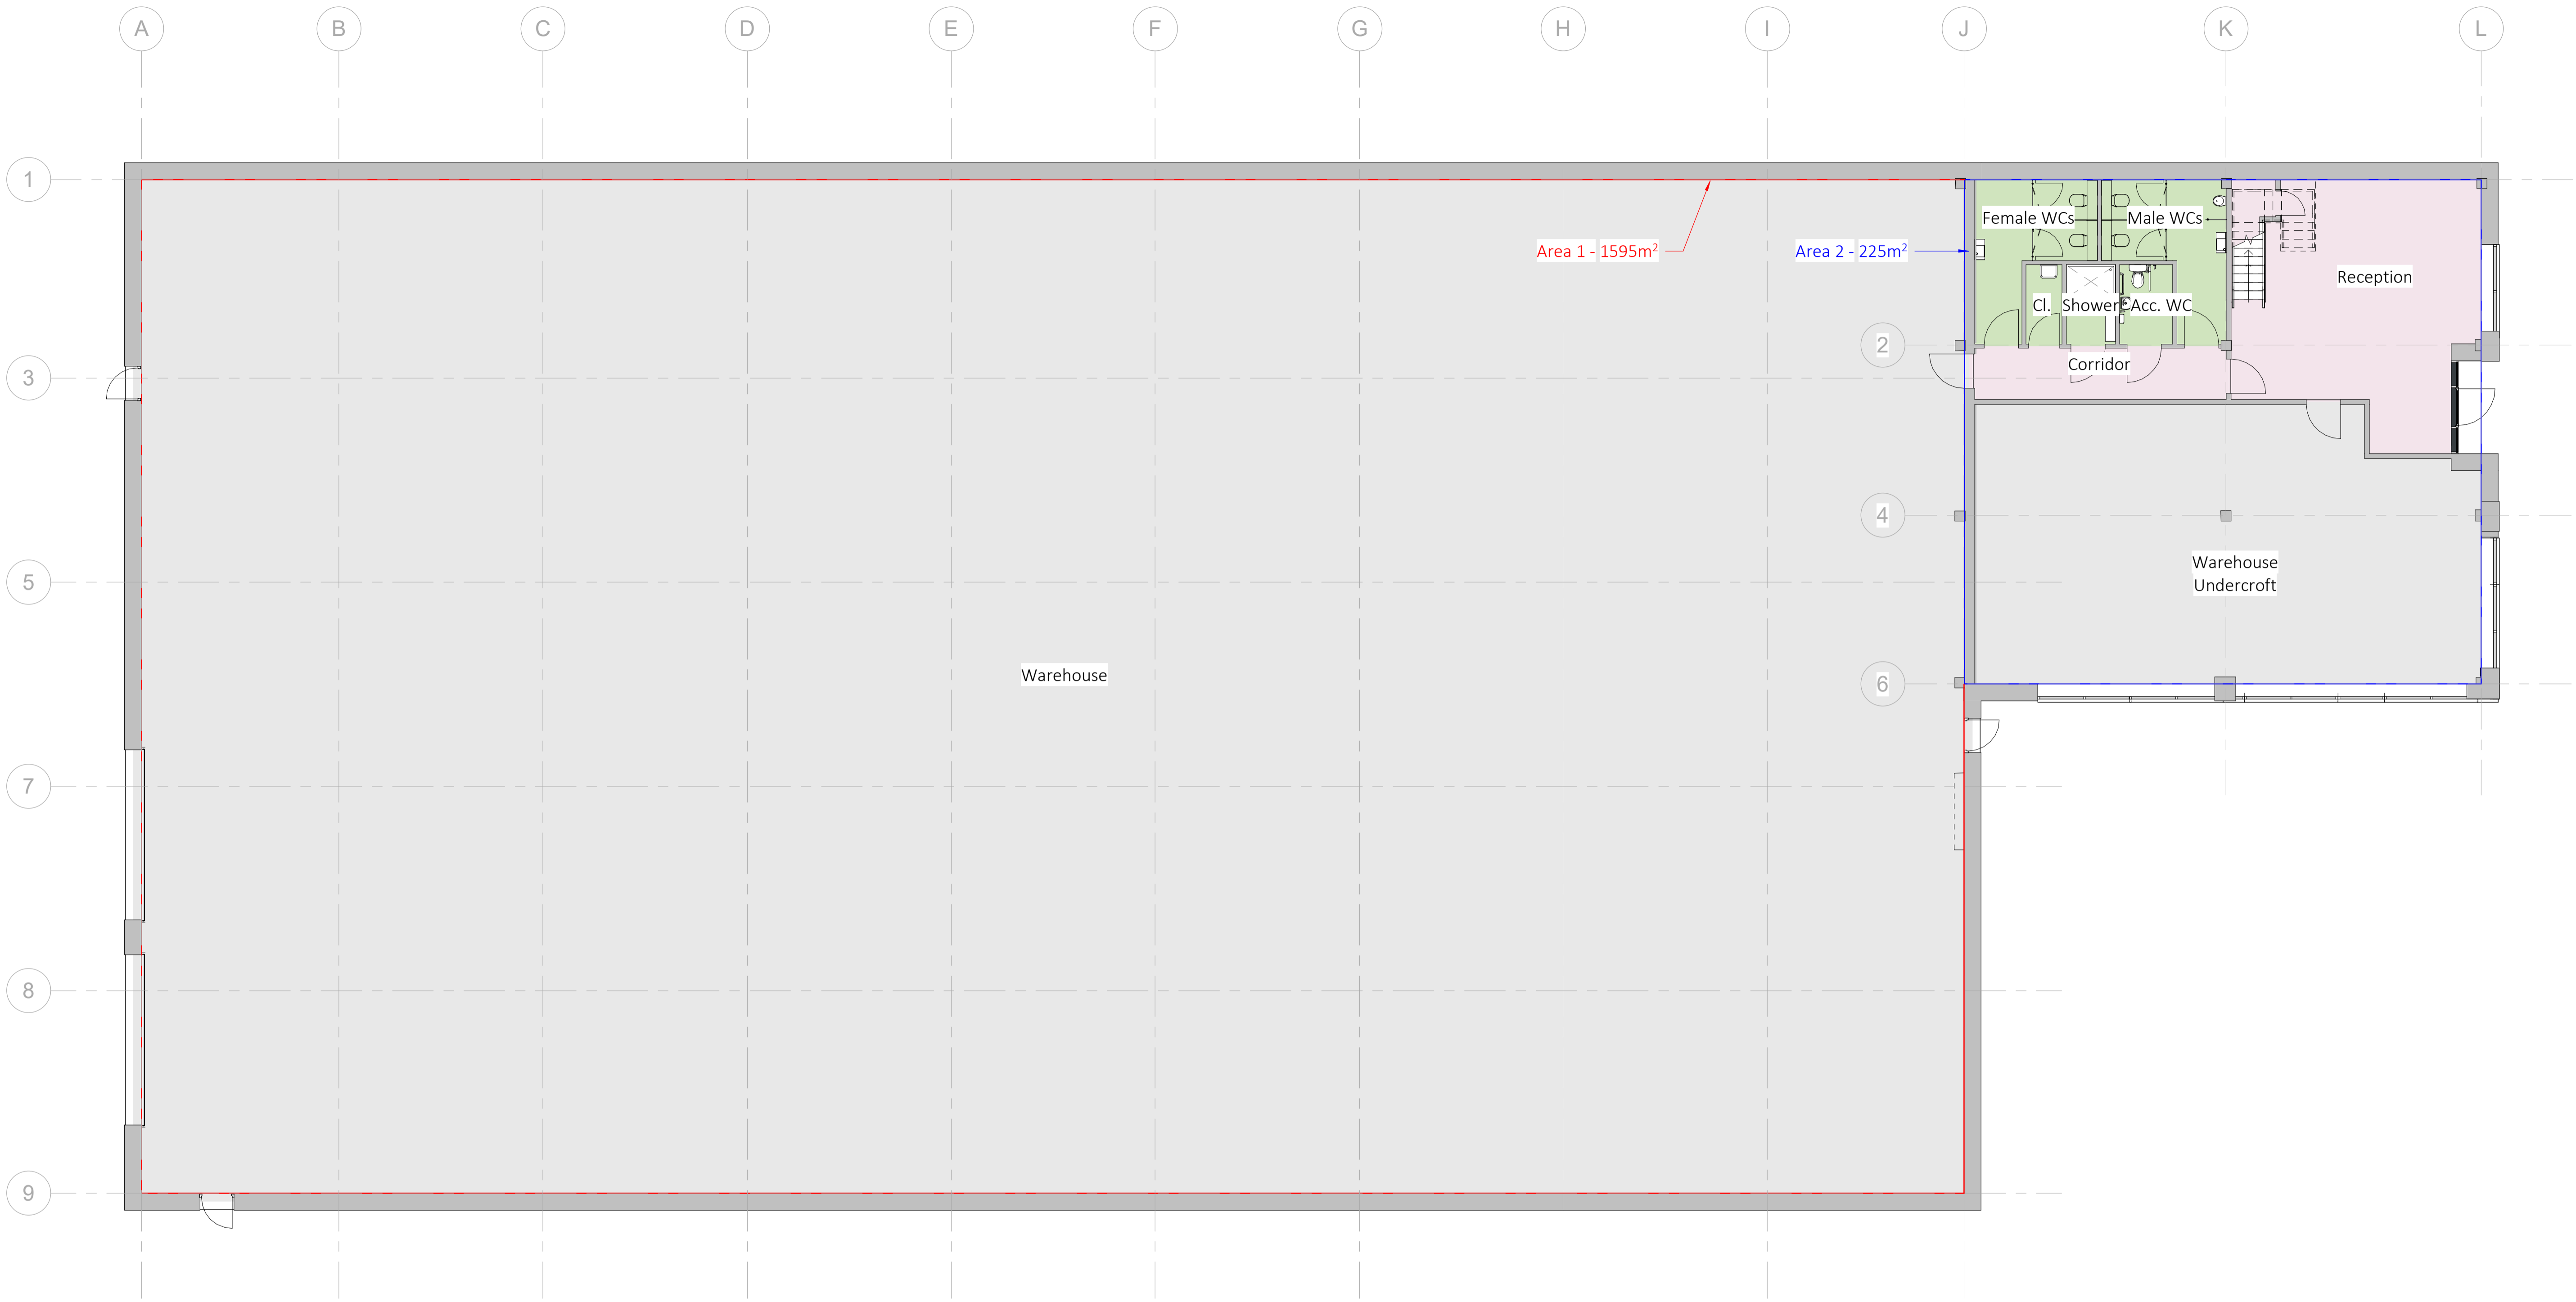 A B C D E F G H I J K L
1
Female WCs
Male WCs
Area 1 - 1595m²
Area 2 - 225m²
Reception
Cl.
Shower
Acc. WC
2
Corridor
3
4
Warehouse
Undercroft
5
Warehouse
6
7
8
9